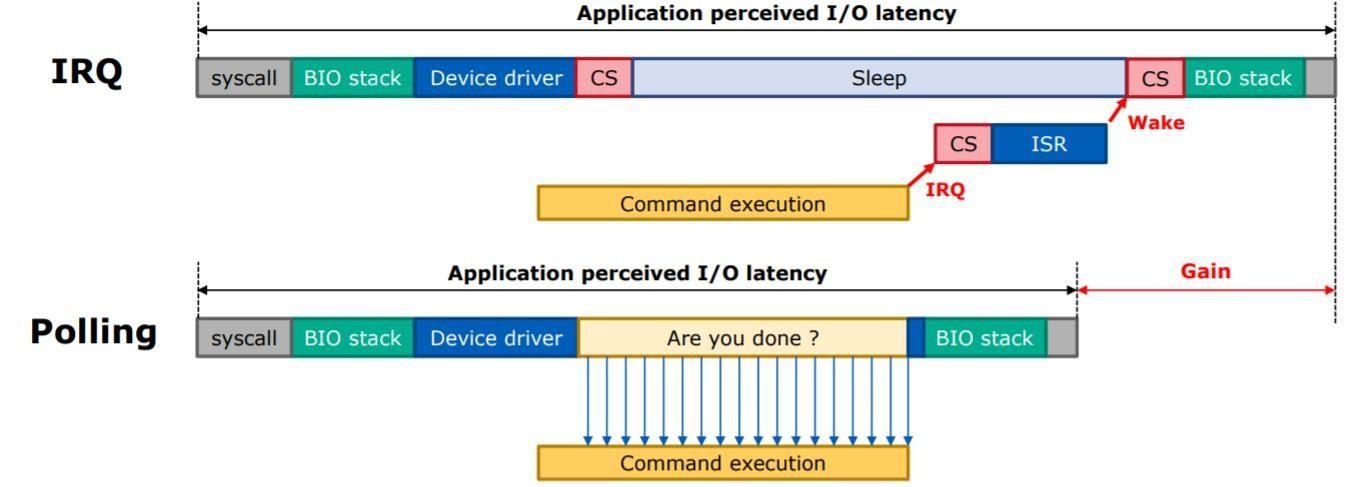 Application perceived I/O latency
IRQ
syscall BIO stack Device driver CS Sleep CS BIO stack
Wake
CS ISR
IRQ
Command execution
Application perceived I/O latency
Gain
Polling
syscall BIO stack Device driver Are you done ? BIO stack
Command execution